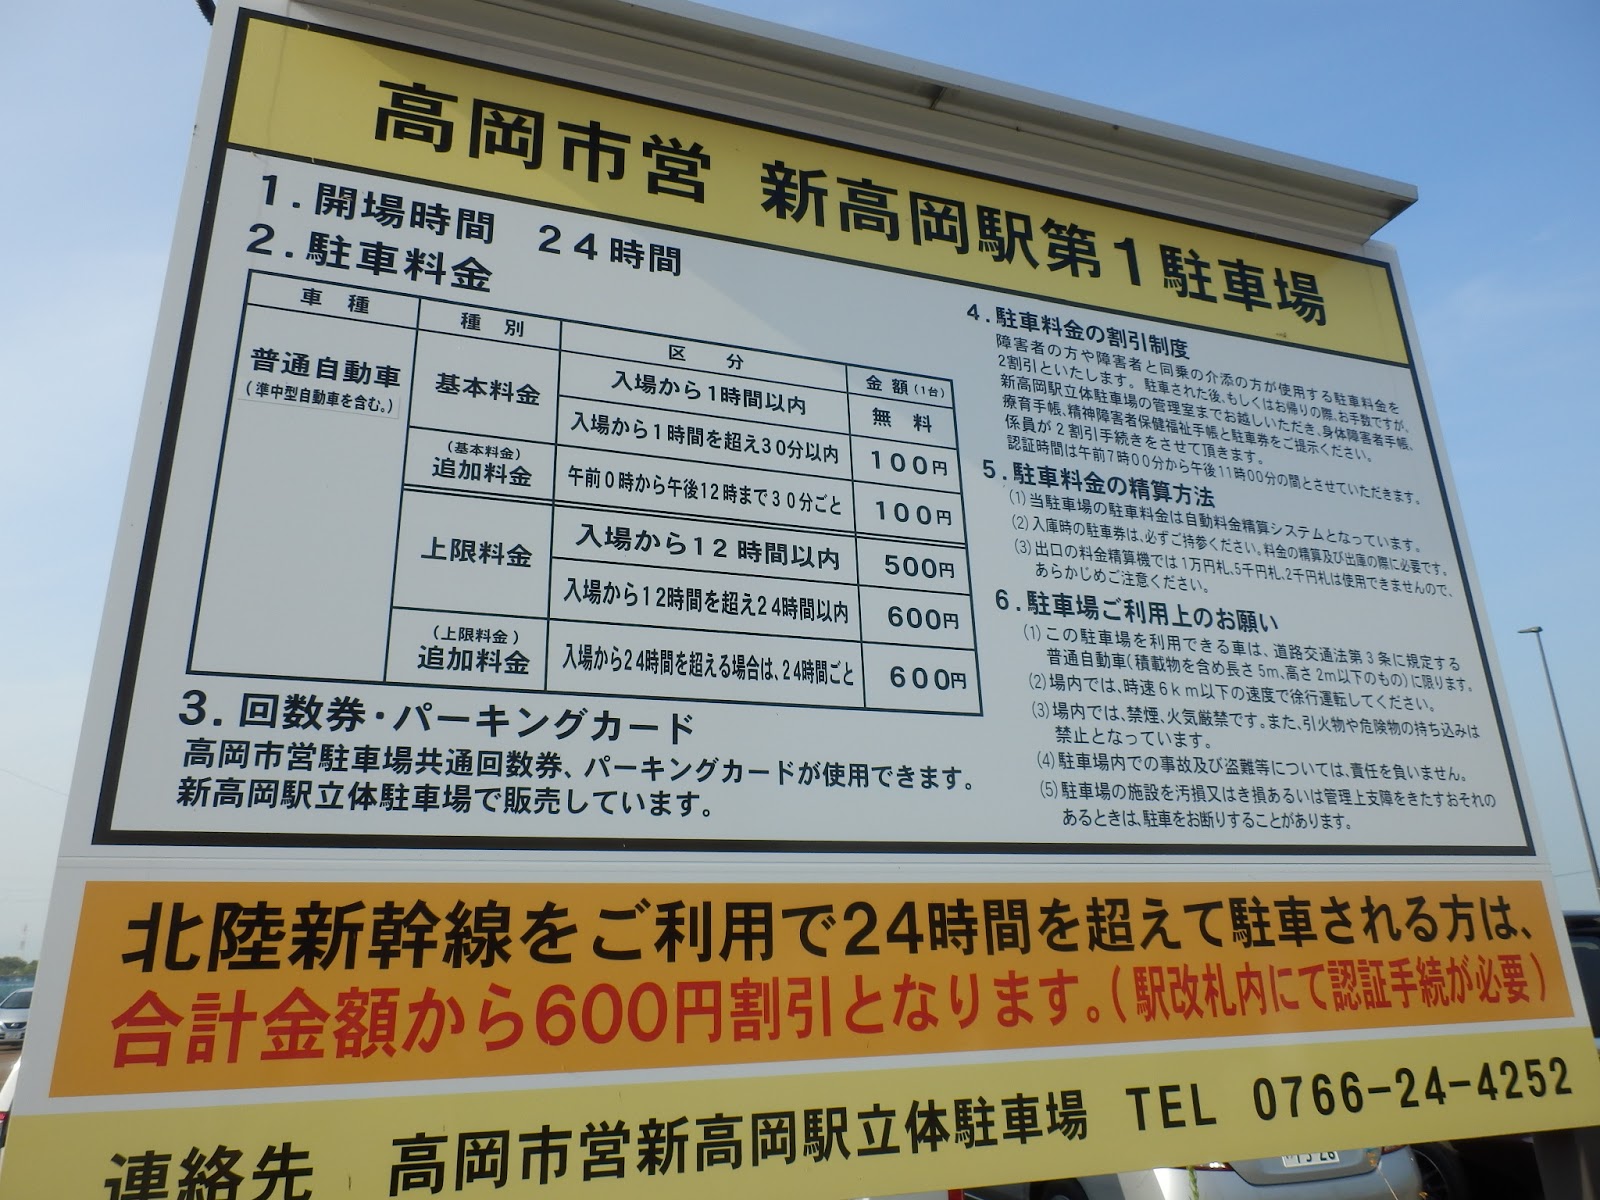 高岡市営 新高岡駅第1駐車場
1.開場時間 24時間
2.駐車料金
車種 種別 区分 金額(1台)
普通自動車
(準中型自動車を含む。)
基本料金 入場から1時間以内 無料
入場から1時間を超え30分以内 100円
(基本料金)
追加料金 午前0時から午後12時まで30分ごと 100円
上限料金 入場から12時間以内 500円
入場から12時間を超え24時間以内 600円
(上限料金)
追加料金 入場から24時間を超える場合は、24時間ごと 600円
3.回数券・パーキングカード
高岡市営駐車場共通回数券、パーキングカードが使用できます。
新高岡駅立体駐車場で販売しています。
4.駐車料金の割引制度
障害者の方や障害者と同乗の介添の方が使用する駐車料金を
2割引といたします。駐車された後、もしくはお帰りの際、お手数ですが、
新高岡駅立体駐車場の管理室までお越しいただき、身体障害者手帳、
療育手帳、精神障害者保健福祉手帳と駐車券をご提示ください。
係員が2割引手続きをさせて頂きます。
認証時間は午前7時00分から午後11時00分の間とさせていただきます。
5.駐車料金の精算方法
(1)当駐車場の駐車料金は自動料金精算システムとなっています。
(2)入庫時の駐車券は、必ずご持参ください。料金の精算及び出庫の際に必要です。
(3)出口の料金精算機では1万円札、5千円札、2千円札は使用できませんので、
あらかじめご注意ください。
6.駐車場ご利用上のお願い
(1)この駐車場を利用できる車は、道路交通法第3条に規定する
普通自動車(積載物を含め長さ5m、高さ2m以下のもの)に限ります。
(2)場内では、時速6km以下の速度で徐行運転してください。
(3)場内では、禁煙、火気厳禁です。また、引火物や危険物の持ち込みは
禁止となっています。
(4)駐車場内での事故及び盗難等については、責任を負いません。
(5)駐車場の施設を汚損又はき損あるいは管理上支障をきたすおそれの
あるときは、駐車をお断りすることがあります。
北陸新幹線をご利用で24時間を超えて駐車される方は、
合計金額から600円割引となります。(駅改札内にて認証手続が必要)
連絡先 高岡市営新高岡駅立体駐車場 TEL 0766-24-4252